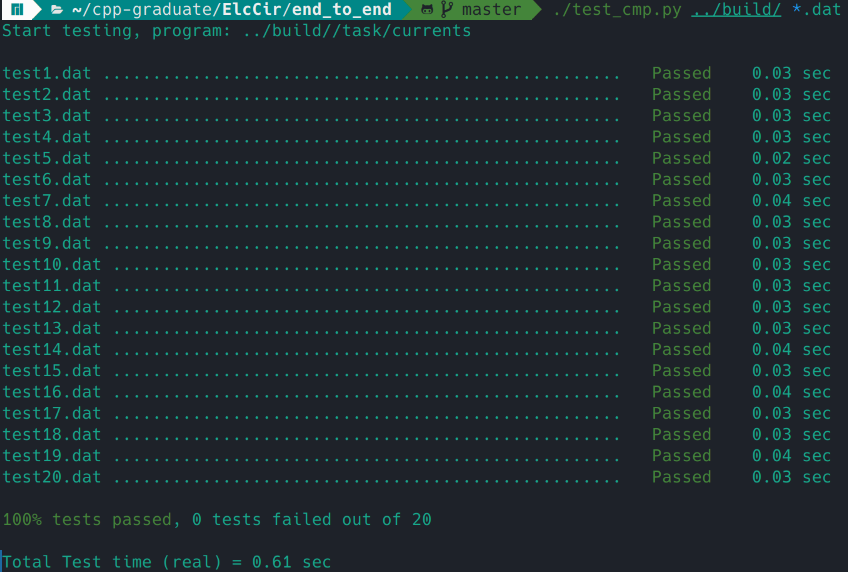 ~/cpp-graduate/ElcCir/end_to_end master ./test_cmp.py ../build/ *.dat
Start testing, program: ../build//task/currents
test1.dat .................................................... Passed 0.03 sec
test2.dat .................................................... Passed 0.03 sec
test3.dat .................................................... Passed 0.03 sec
test4.dat .................................................... Passed 0.03 sec
test5.dat .................................................... Passed 0.02 sec
test6.dat .................................................... Passed 0.03 sec
test7.dat .................................................... Passed 0.04 sec
test8.dat .................................................... Passed 0.03 sec
test9.dat .................................................... Passed 0.03 sec
test10.dat ................................................... Passed 0.03 sec
test11.dat ................................................... Passed 0.03 sec
test12.dat ................................................... Passed 0.03 sec
test13.dat ................................................... Passed 0.03 sec
test14.dat ................................................... Passed 0.04 sec
test15.dat ................................................... Passed 0.03 sec
test16.dat ................................................... Passed 0.04 sec
test17.dat ................................................... Passed 0.03 sec
test18.dat ................................................... Passed 0.03 sec
test19.dat ................................................... Passed 0.04 sec
test20.dat ................................................... Passed 0.03 sec
100% tests passed, 0 tests failed out of 20
Total Test time (real) = 0.61 sec